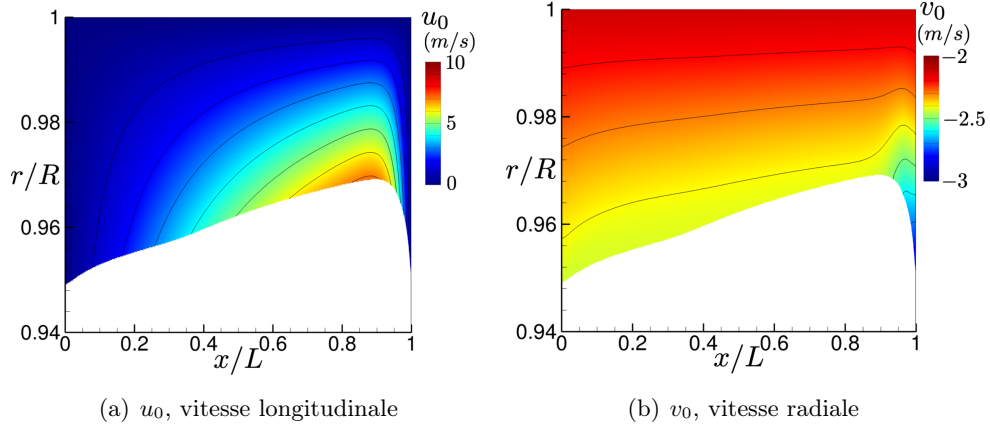 u₀
(m/s)
10
5
0
1
0.98
r/R
0.96
0.94
0
0.2
0.4
0.6
0.8
1
x/L
(a) u₀, vitesse longitudinale
v₀
(m/s)
−2
−2.5
−3
1
0.98
r/R
0.96
0.94
0
0.2
0.4
0.6
0.8
1
x/L
(b) v₀, vitesse radiale